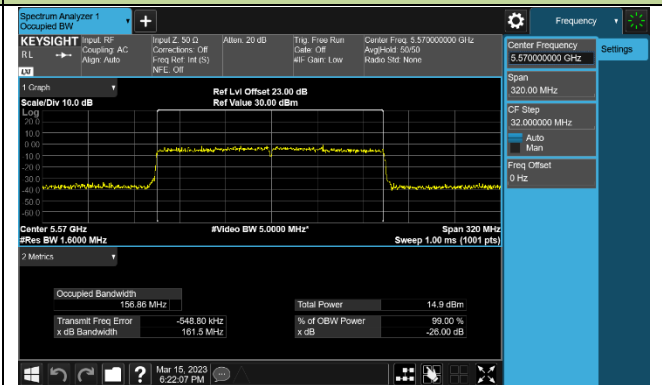 Spectrum Analyzer 1
Occupied BW
Frequency
KEYSIGHT
RL
LXI
Input: RF
Coupling: AC
Align: Auto
Input Z: 50 Ω
Corrections: Off
Freq Ref: Int (S)
NFE: Off
Atten: 20 dB
Trig: Free Run
Gate: Off
#IF Gain: Low
Center Freq: 5.570000000 GHz
Avg|Hold: 50/50
Radio Std: None
Center Frequency
5.570000000 GHz
Settings
Span
320.00 MHz
CF Step
32.000000 MHz
Auto
Man
Freq Offset
0 Hz
1 Graph
Scale/Div 10.0 dB
Ref Lvl Offset 23.00 dB
Ref Value 30.00 dBm
Log
20.0
10.0
0.00
-10.0
-20.0
-30.0
-40.0
-50.0
-60.0
Center 5.57 GHz
#Video BW 5.0000 MHz*
Span 320 MHz
#Res BW 1.6000 MHz
Sweep 1.00 ms (1001 pts)
2 Metrics
Occupied Bandwidth
156.86 MHz
Total Power 14.9 dBm
Transmit Freq Error -548.80 kHz
% of OBW Power 99.00 %
x dB Bandwidth 161.5 MHz
x dB -26.00 dB
Mar 15, 2023
6:22:07 PM